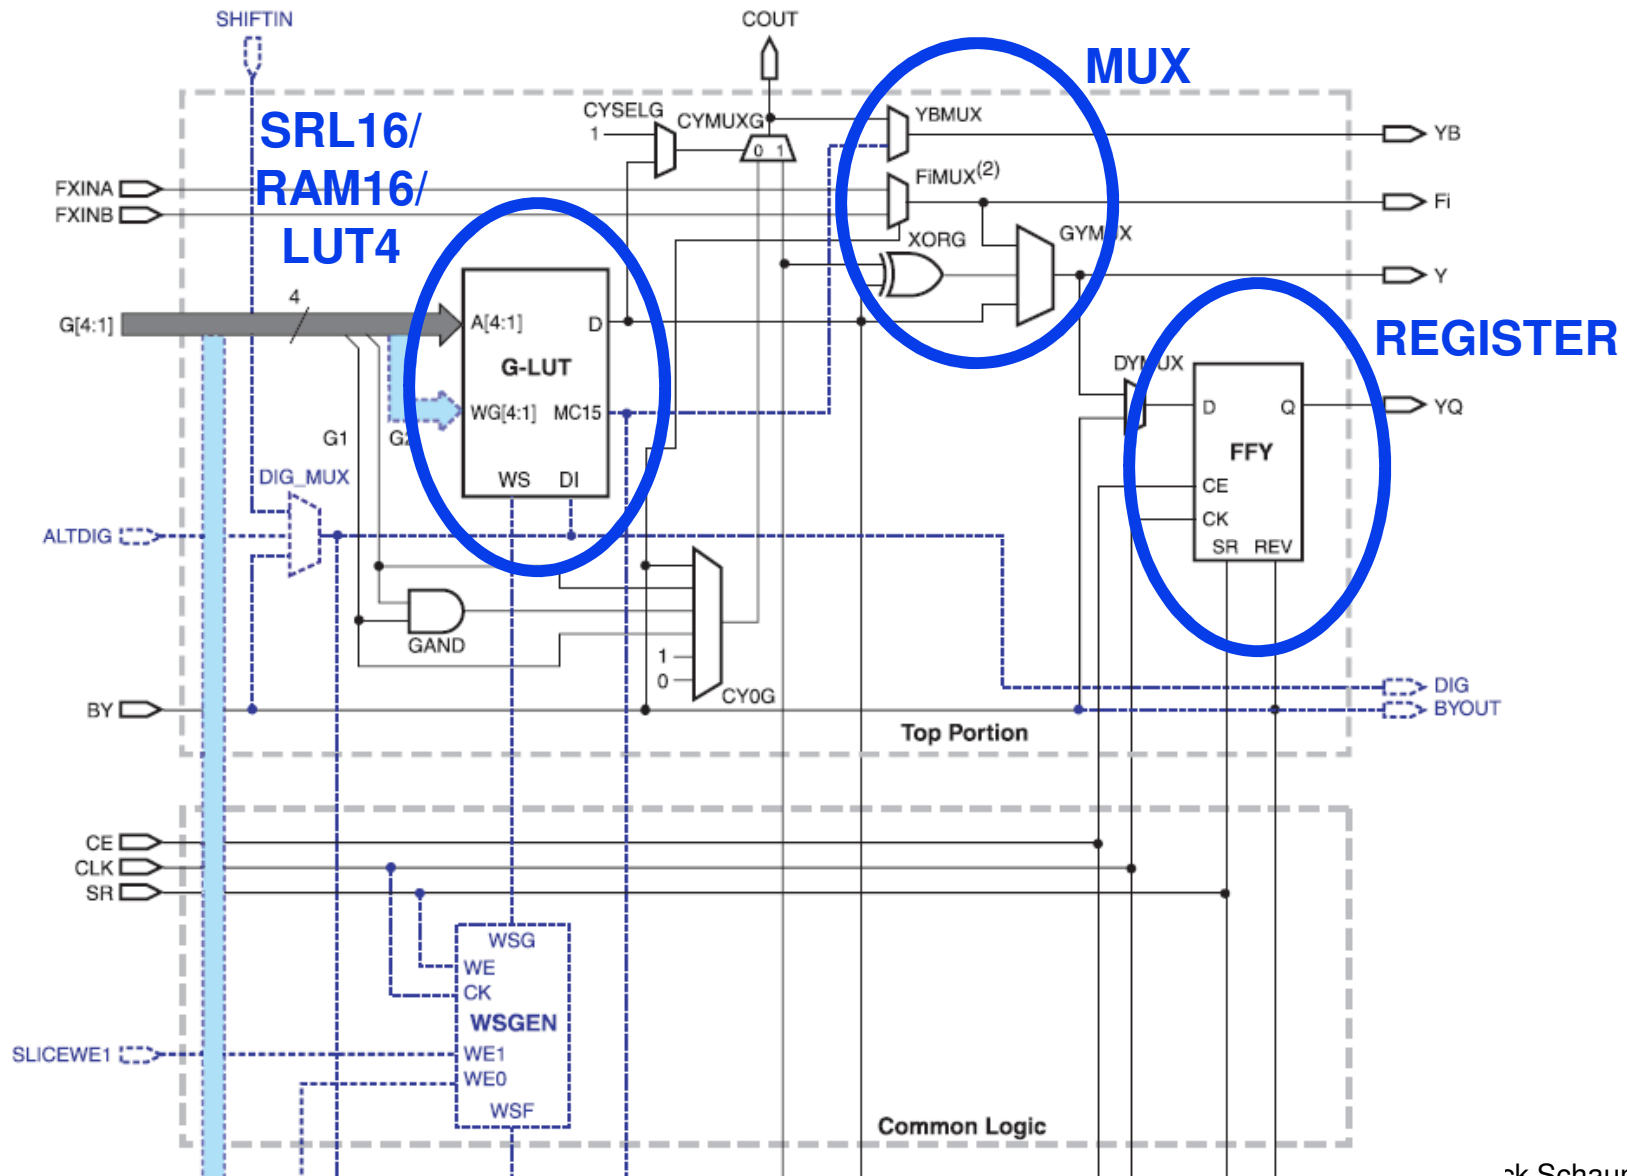 SHIFTIN
COUT
MUX
SRL16/
RAM16/
LUT4
CYSELG
1
CYMUXG
0 1
YBMUX
YB
FXINA
FXINB
FiMUX(2)
Fi
XORG
GYMUX
Y
G[4:1]
4
A[4:1]
D
G-LUT
WG[4:1]
MC15
WS
DI
REGISTER
DYMUX
D
Q
YQ
FFY
CE
CK
SR
REV
G1
DIG_MUX
ALTDIG
GAND
1
0
CY0G
BY
DIG
BYOUT
Top Portion
CE
CLK
SR
WSG
WE
CK
WSGEN
SLICEWE1
WE1
WE0
WSF
Common Logic